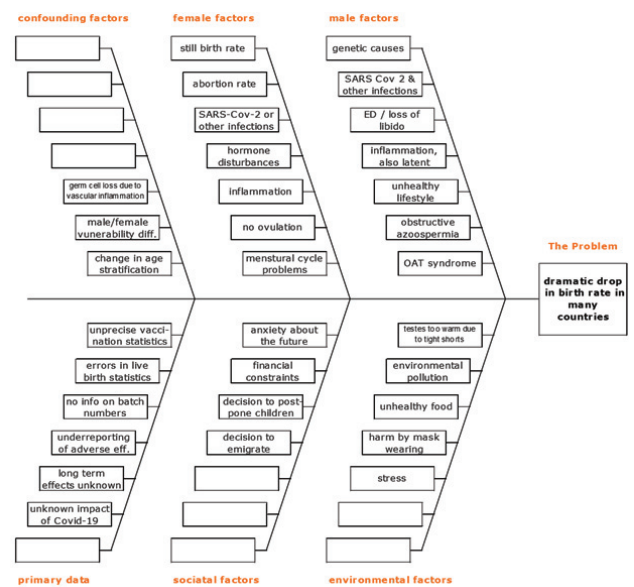 confounding factors
female factors
male factors
still birth rate
genetic causes
abortion rate
SARS Cov 2 &
other infections
SARS-Cov-2 or
other infections
ED / loss of
libido
hormone
disturbances
inflammation,
also latent
germ cell loss due to
vascular inflammation
inflammation
unhealthy
lifestyle
male/female
vunerability diff.
no ovulation
obstructive
azoospermia
change in age
stratification
menstural cycle
problems
OAT syndrome
The Problem
dramatic drop
in birth rate in
many
countries
unprecise vacci-
nation statistics
anxiety about
the future
testes too warm due
to tight shorts
errors in live
birth statistics
financial
constraints
environmental
pollution
no info on batch
numbers
decision to post-
pone children
unhealthy food
underreporting
of adverse eff.
decision to
emigrate
harm by mask
wearing
long term
effects unknown
stress
unknown impact
of Covid-19
primary data
sociatal factors
environmental factors